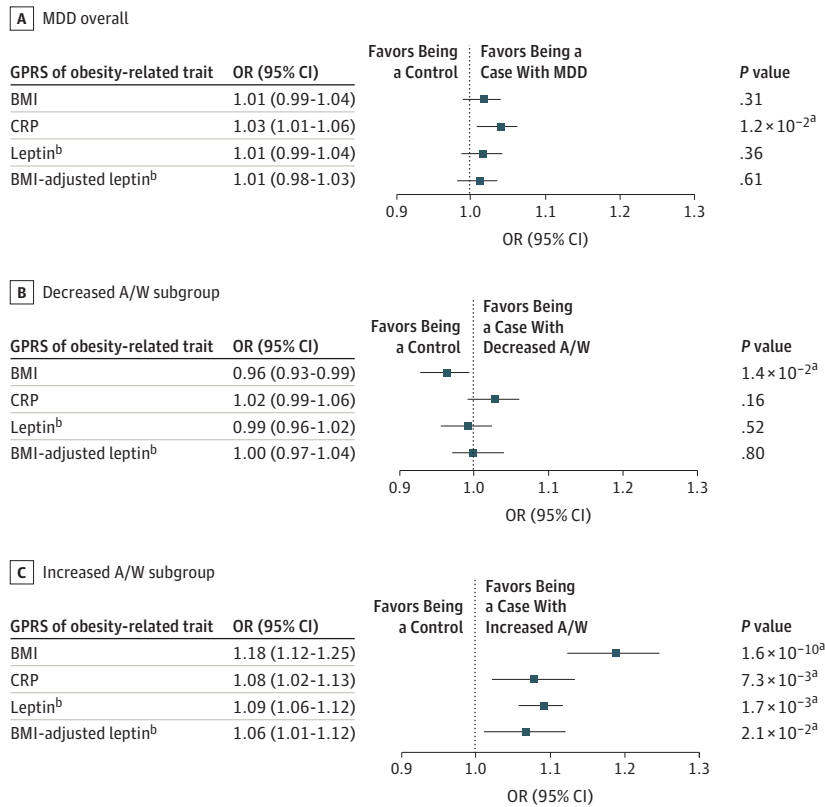 A MDD overall
Favors Being a Control
Favors Being a Case With MDD
GPRS of obesity-related trait OR (95% CI) P value
BMI 1.01 (0.99-1.04) .31
CRP 1.03 (1.01-1.06) 1.2 × 10⁻²ᵃ
Leptinᵇ 1.01 (0.99-1.04) .36
BMI-adjusted leptinᵇ 1.01 (0.98-1.03) .61
0.9 1.0 1.1 1.2 1.3
OR (95% CI)
B Decreased A/W subgroup
Favors Being a Control
Favors Being a Case With Decreased A/W
GPRS of obesity-related trait OR (95% CI) P value
BMI 0.96 (0.93-0.99) 1.4 × 10⁻²ᵃ
CRP 1.02 (0.99-1.06) .16
Leptinᵇ 0.99 (0.96-1.02) .52
BMI-adjusted leptinᵇ 1.00 (0.97-1.04) .80
0.9 1.0 1.1 1.2 1.3
OR (95% CI)
C Increased A/W subgroup
Favors Being a Control
Favors Being a Case With Increased A/W
GPRS of obesity-related trait OR (95% CI) P value
BMI 1.18 (1.12-1.25) 1.6 × 10⁻¹⁰ᵃ
CRP 1.08 (1.02-1.13) 7.3 × 10⁻³ᵃ
Leptinᵇ 1.09 (1.06-1.12) 1.7 × 10⁻³ᵃ
BMI-adjusted leptinᵇ 1.06 (1.01-1.12) 2.1 × 10⁻²ᵃ
0.9 1.0 1.1 1.2 1.3
OR (95% CI)